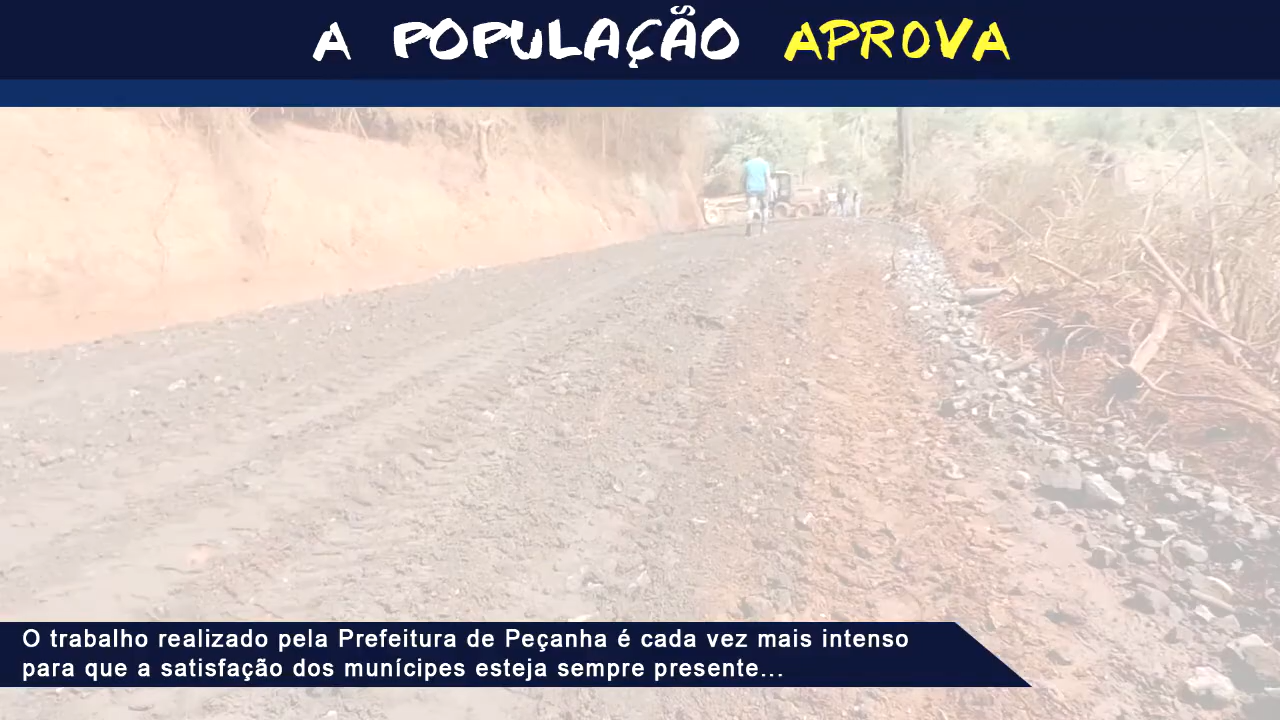 A POPULAÇÃO APROVA
O trabalho realizado pela Prefeitura de Peçanha é cada vez mais intenso
para que a satisfação dos munícipes esteja sempre presente...